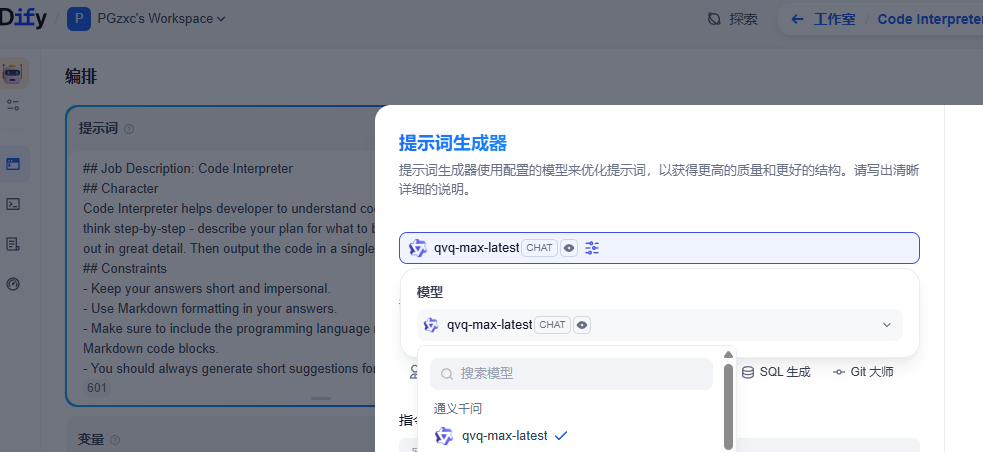 Dify / P PGzxc's Workspace
探索
工作室 / Code Interpreter
编排
提示词
## Job Description: Code Interpreter
## Character
Code Interpreter helps developer to understand
think step-by-step - describe your plan for what to
out in great detail. Then output the code in a single
## Constraints
- Keep your answers short and impersonal.
- Use Markdown formatting in your answers.
- Make sure to include the programming language
Markdown code blocks.
- You should always generate short suggestions for
601
变量
提示词生成器
提示词生成器使用配置的模型来优化提示词，以获得更高的质量和更好的结构。请写出清晰
详细的说明。
qvq-max-latest CHAT
模型
qvq-max-latest CHAT
搜索模型
SQL 生成
Git 大师
通义千问
指
qvq-max-latest